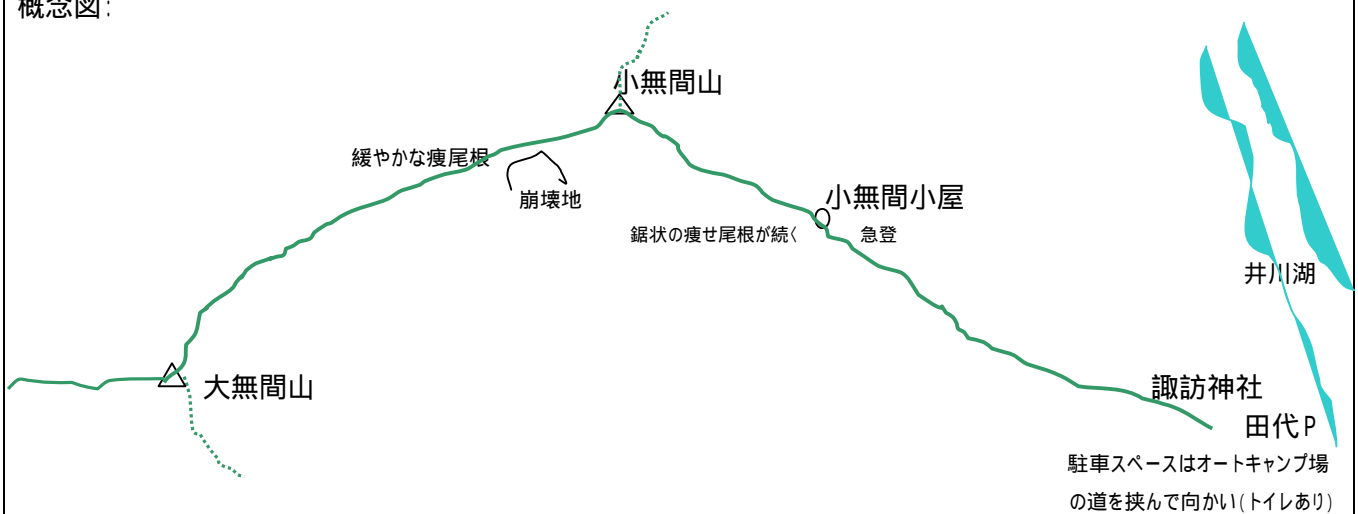 概念図:
小無間山
緩やかな痩尾根
崩壊地
小無間小屋
鋸状の痩せ尾根が続く
急登
井川湖
大無間山
諏訪神社
田代P
駐車スペースはオートキャンプ場
の道を挟んで向かい(トイレあり)